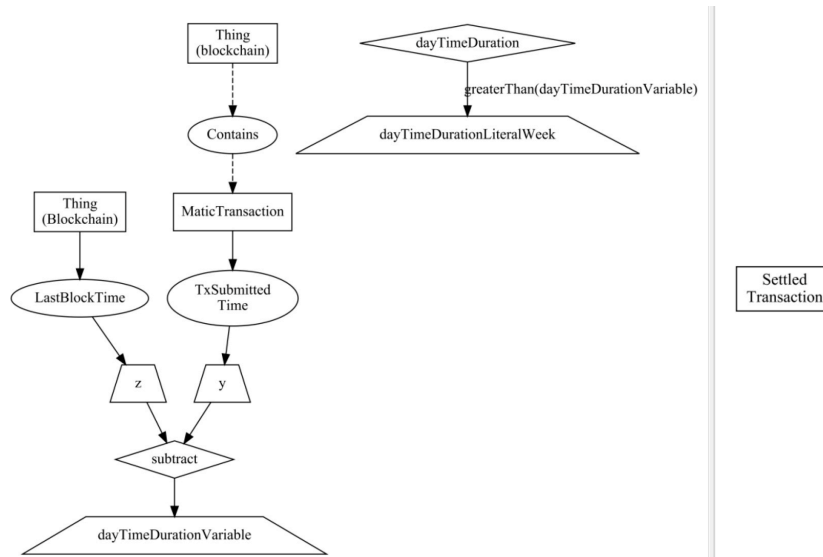 Thing
(blockchain)
dayTimeDuration
greaterThan(dayTimeDurationVariable)
Contains
dayTimeDurationLiteralWeek
Thing
(Blockchain)
MaticTransaction
LastBlockTime
TxSubmitted
Time
Settled
Transaction
z
y
subtract
dayTimeDurationVariable